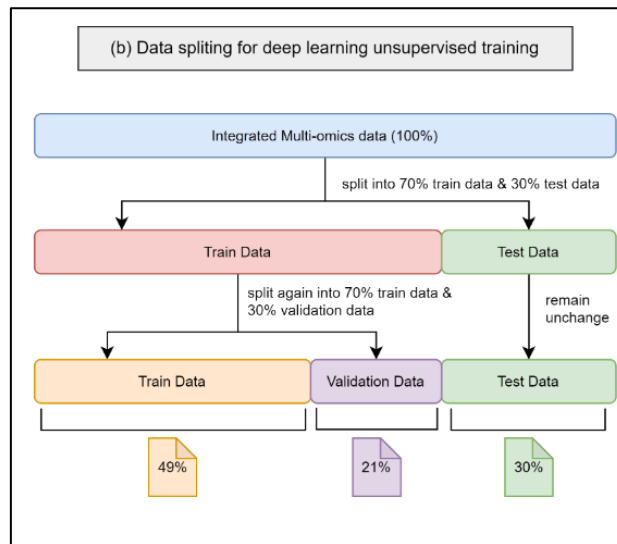 (b) Data spliting for deep learning unsupervised training
Integrated Multi-omics data (100%)
split into 70% train data & 30% test data
Train Data
Test Data
split again into 70% train data &
30% validation data
remain
unchange
Train Data
Validation Data
Test Data
49%
21%
30%